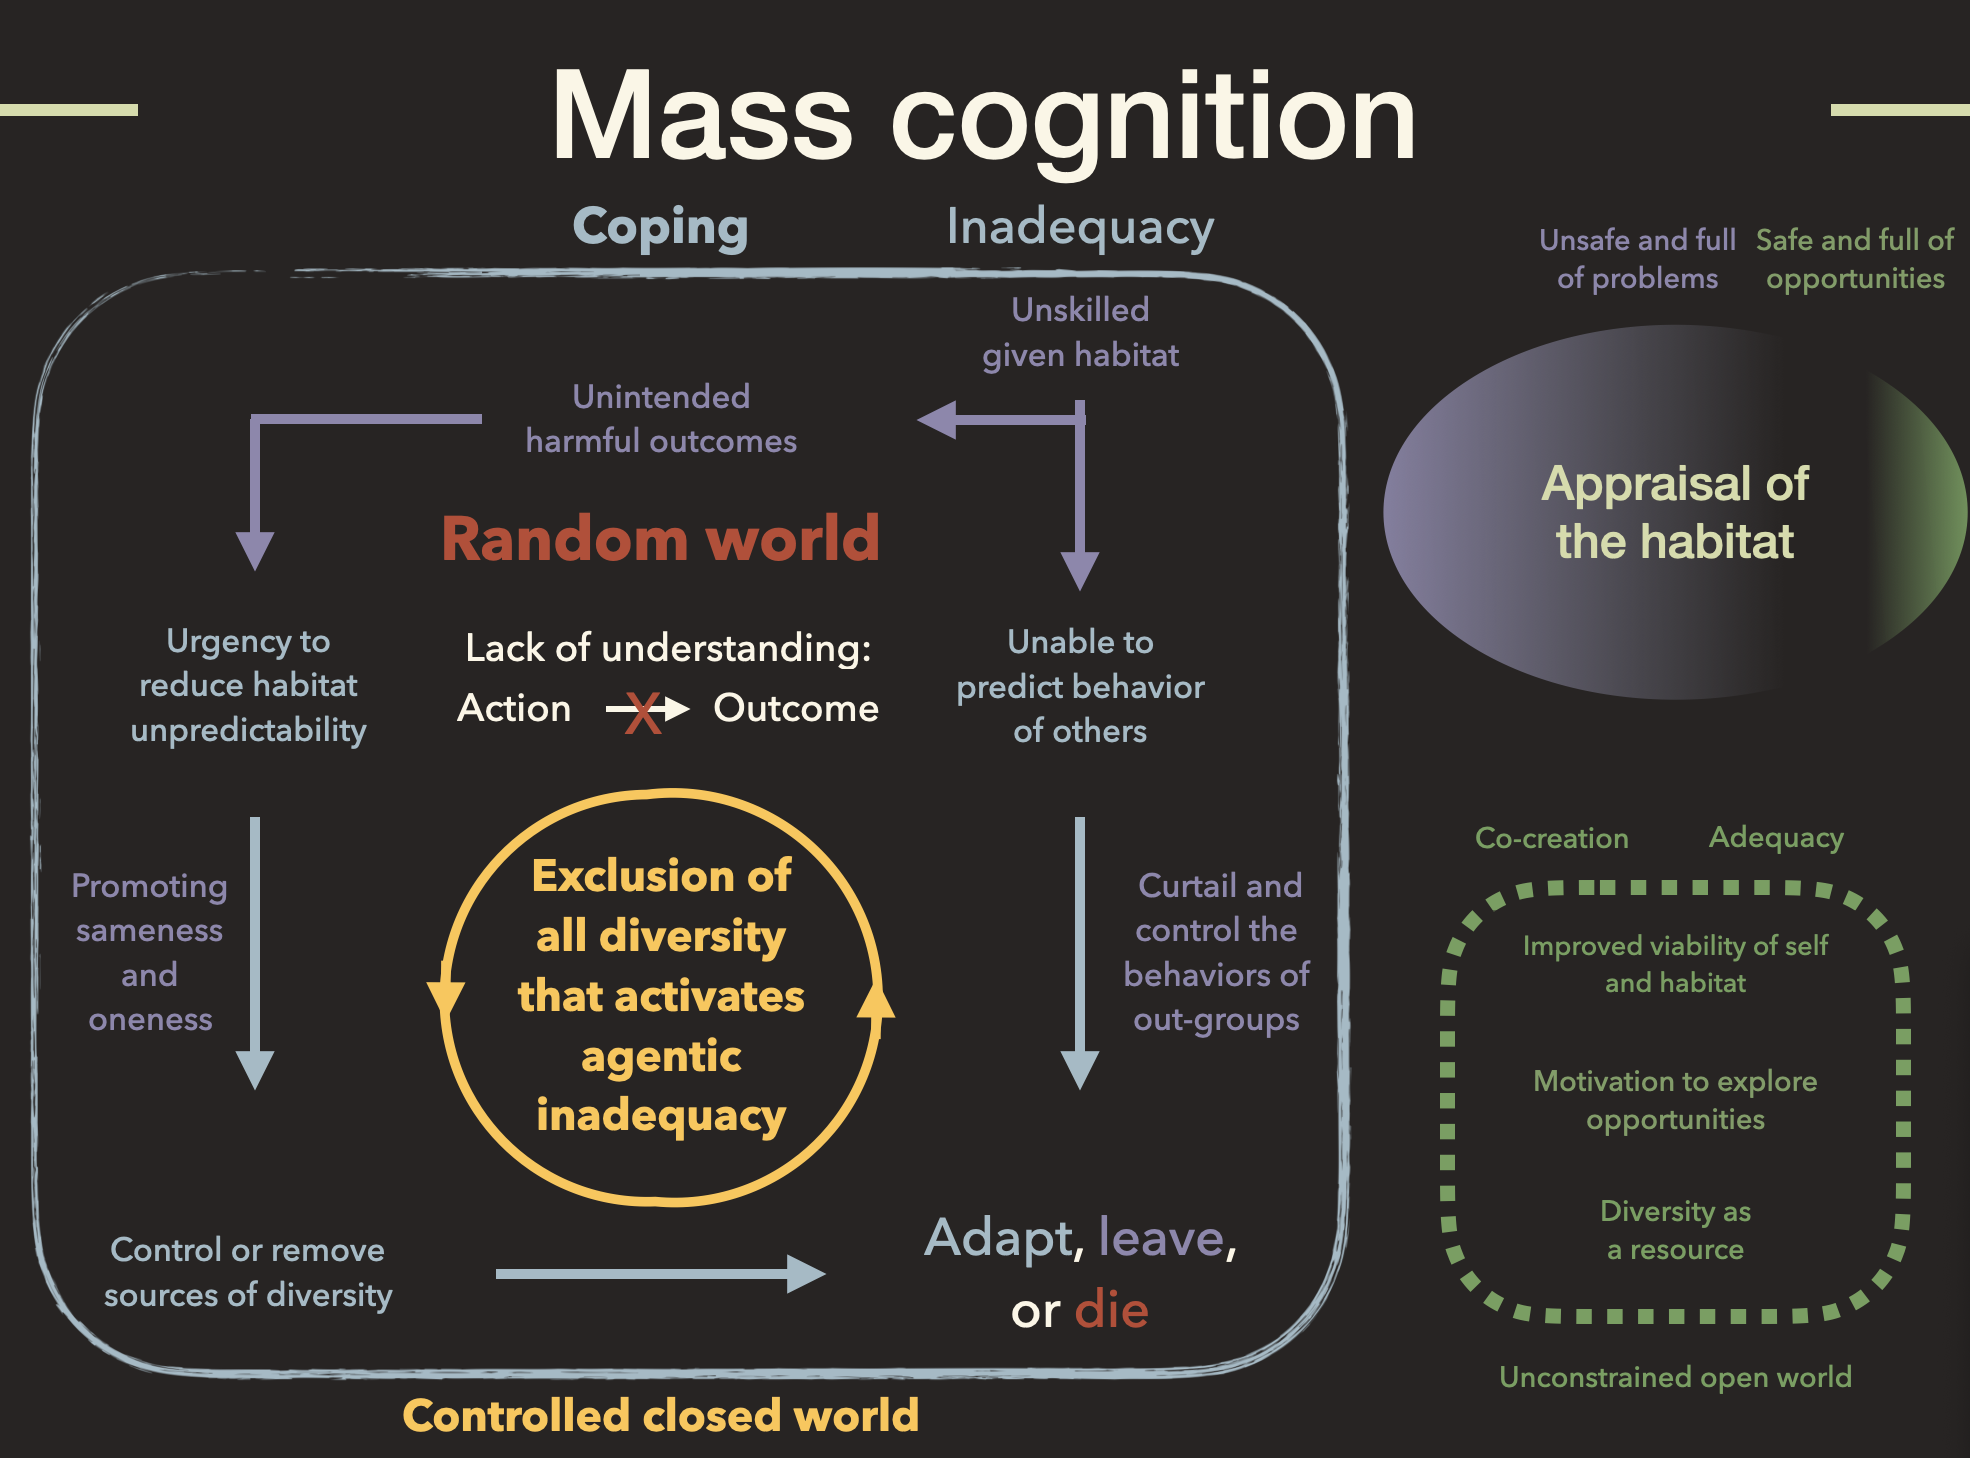 Mass cognition
Coping
Inadequacy
Unskilled
given habitat
Unintended
harmful outcomes
Random world
Urgency to
reduce habitat
unpredictability
Lack of understanding:
Action X Outcome
Unable to
predict behavior
of others
Promoting
sameness
and
oneness
Exclusion of
all diversity
that activates
agentic
inadequacy
Curtail and
control the
behaviors of
out-groups
Control or remove
sources of diversity
Adapt, leave,
or die
Controlled closed world
Unsafe and full
of problems
Safe and full of
opportunities
Appraisal of
the habitat
Co-creation
Adequacy
Improved viability of self
and habitat
Motivation to explore
opportunities
Diversity as
a resource
Unconstrained open world